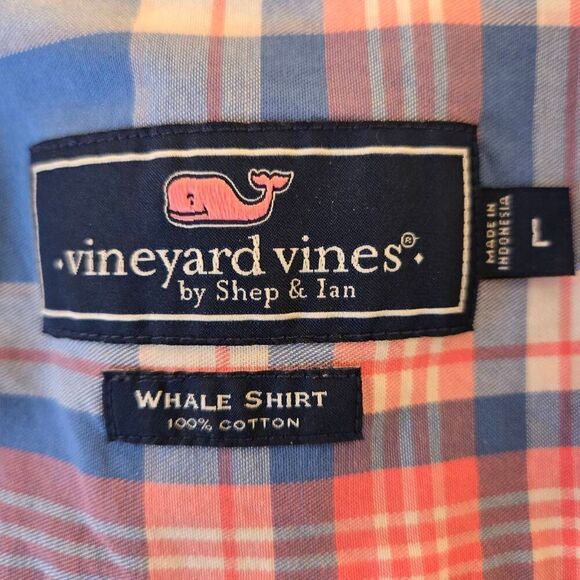 ·vineyard vines®·
by Shep & Ian
MADE IN
INDONESIA
L
WHALE SHIRT
100% COTTON